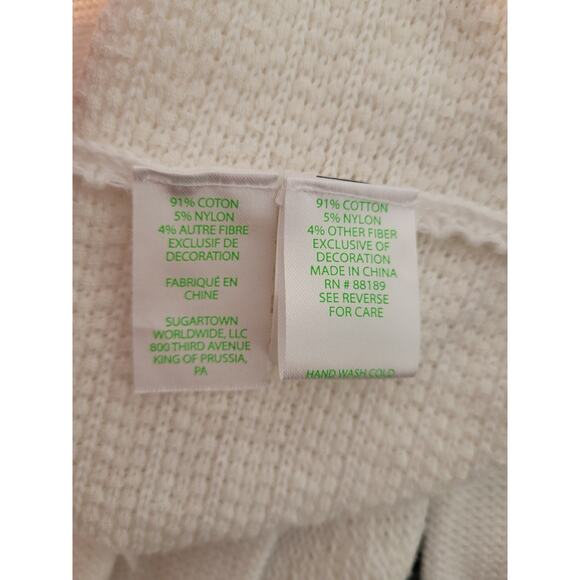 91% COTON
5% NYLON
4% AUTRE FIBRE
EXCLUSIF DE
DECORATION
FABRIQUÉ EN
CHINE
SUGARTOWN
WORLDWIDE, LLC
800 THIRD AVENUE
KING OF PRUSSIA,
PA
91% COTTON
5% NYLON
4% OTHER FIBER
EXCLUSIVE OF
DECORATION
MADE IN CHINA
RN # 88189
SEE REVERSE
FOR CARE
HAND WASH COLD